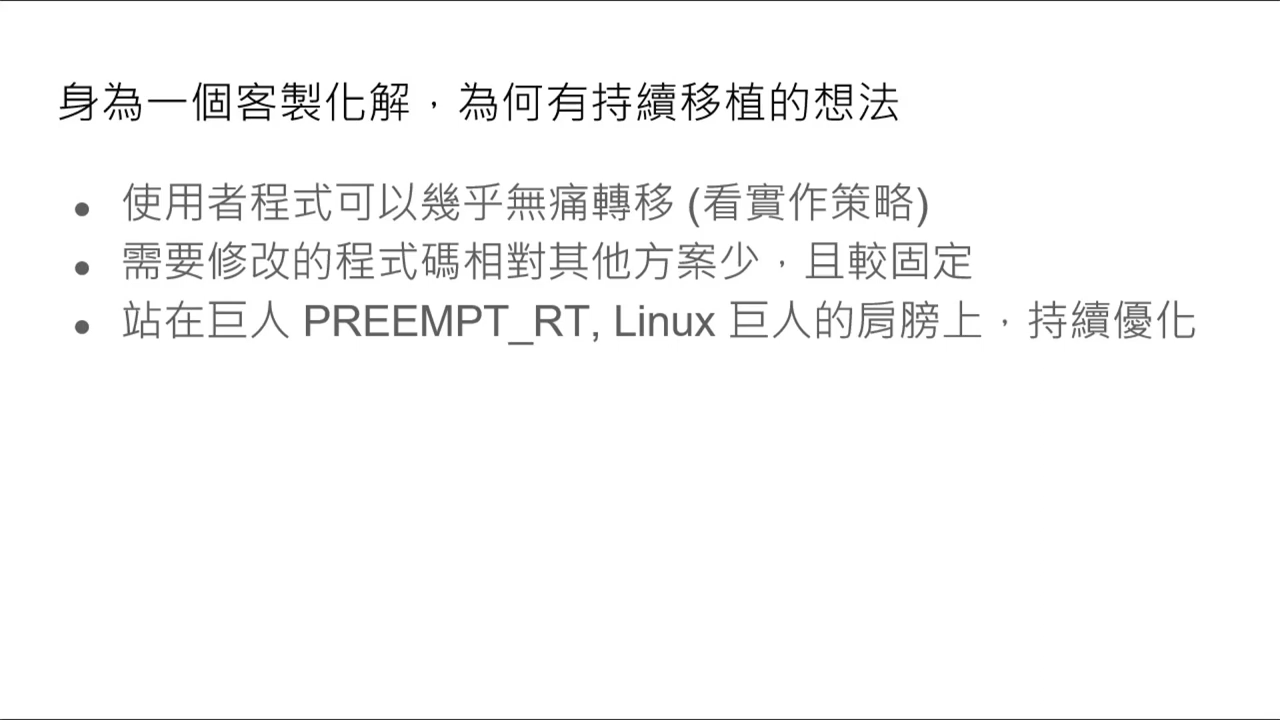 身為一個客製化解，為何有持續移植的想法
● 使用者程式可以幾乎無痛轉移 (看實作策略)
● 需要修改的程式碼相對其他方案少，且較固定
● 站在巨人 PREEMPT_RT, Linux 巨人的肩膀上，持續優化